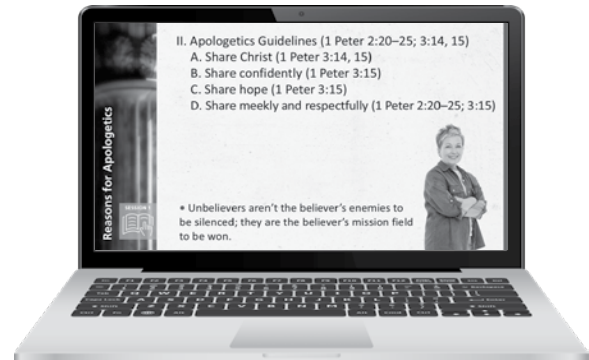 II. Apologetics Guidelines (1 Peter 2:20–25; 3:14, 15)
A. Share Christ (1 Peter 3:14, 15)
B. Share confidently (1 Peter 3:15)
C. Share hope (1 Peter 3:15)
D. Share meekly and respectfully (1 Peter 2:20–25; 3:15)
• Unbelievers aren't the believer's enemies to
be silenced; they are the believer's mission field
to be won.
Reasons for Apologetics
SESSION 1